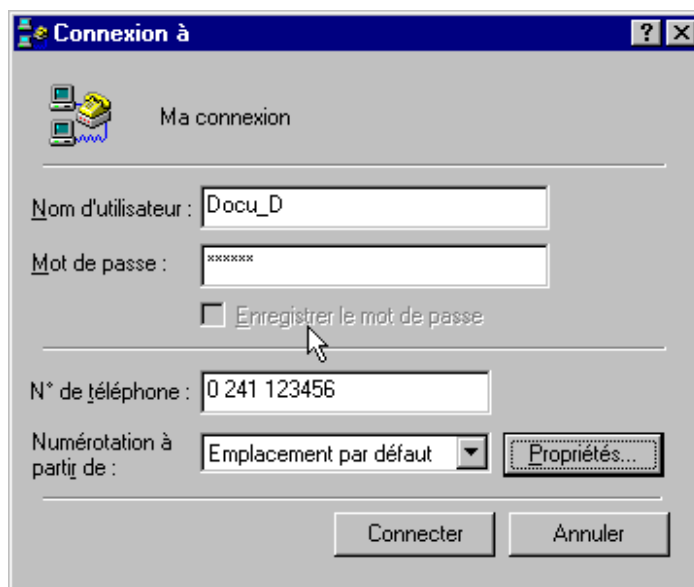 Connexion à
Ma connexion
Nom d'utilisateur : Docu_D
Mot de passe : ******
Enregistrer le mot de passe
N° de téléphone : 0 241 123456
Numérotation à
partir de : Emplacement par défaut Propriétés...
Connecter Annuler